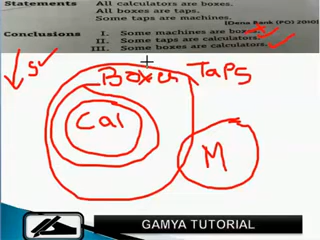 Statements All calculators are boxes.
All boxes are taps.
Some taps are machines.
[Dena Bank (PO) 2010]
Conclusions I. Some machines are boxes.
II. Some taps are calculators.
III. Some boxes are calculators.
Boxes Taps
Cal
M
GAMYA TUTORIAL